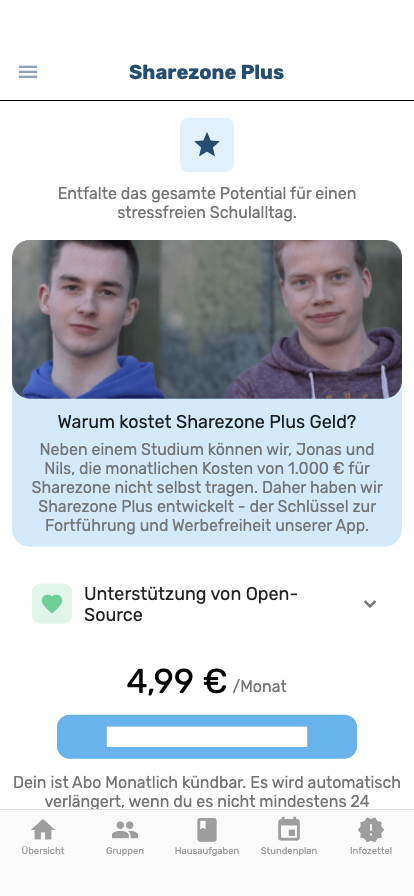 Sharezone Plus
Entfalte das gesamte Potential für einen
stressfreien Schulalltag.
Warum kostet Sharezone Plus Geld?
Neben einem Studium können wir, Jonas und
Nils, die monatlichen Kosten von 1.000 € für
Sharezone nicht selbst tragen. Daher haben wir
Sharezone Plus entwickelt - der Schlüssel zur
Fortführung und Werbefreiheit unserer App.
Unterstützung von Open-
Source
4,99 € /Monat
Dein ist Abo Monatlich kündbar. Es wird automatisch
verlängert, wenn du es nicht mindestens 24
Übersicht
Gruppen
Hausaufgaben
Stundenplan
Infozettel